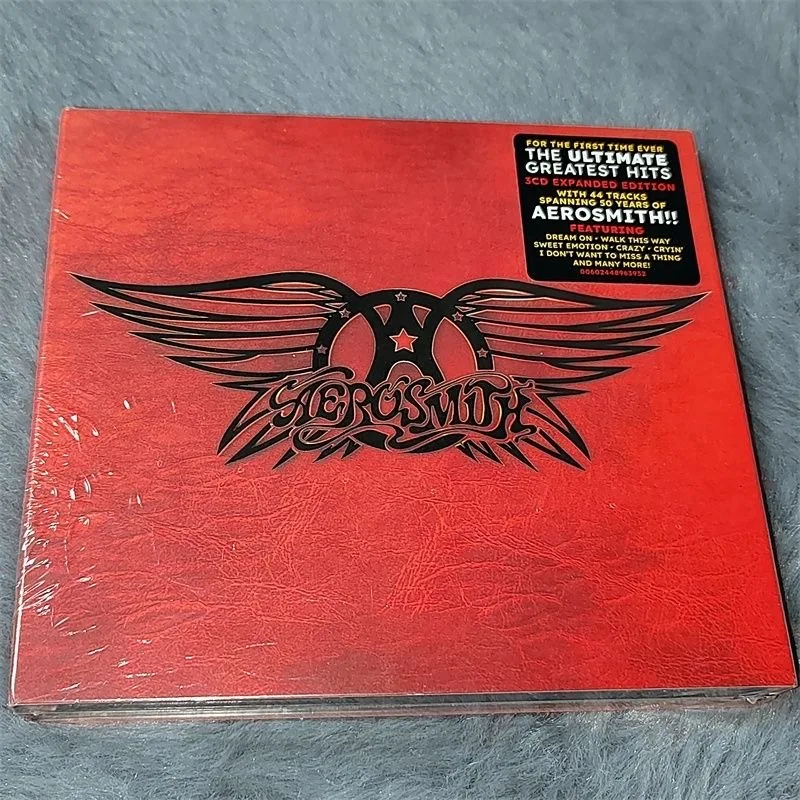 FOR THE FIRST TIME EVER
THE ULTIMATE
GREATEST HITS
3CD EXPANDED EDITION
WITH 44 TRACKS
SPANNING 50 YEARS OF
AEROSMITH!!
FEATURING
DREAM ON • WALK THIS WAY
SWEET EMOTION • CRAZY • CRYIN'
I DON'T WANT TO MISS A THING
AND MANY MORE!
00602448963952
AEROSMITH